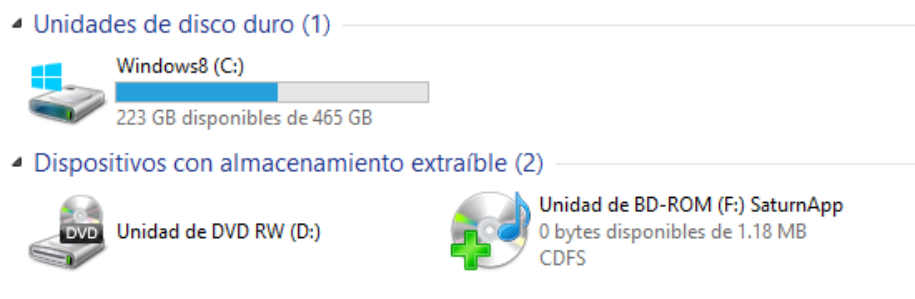 Unidades de disco duro (1)
Windows8 (C:)
223 GB disponibles de 465 GB
Dispositivos con almacenamiento extraíble (2)
DVD
Unidad de DVD RW (D:)
Unidad de BD-ROM (F:) SaturnApp
0 bytes disponibles de 1.18 MB
CDFS